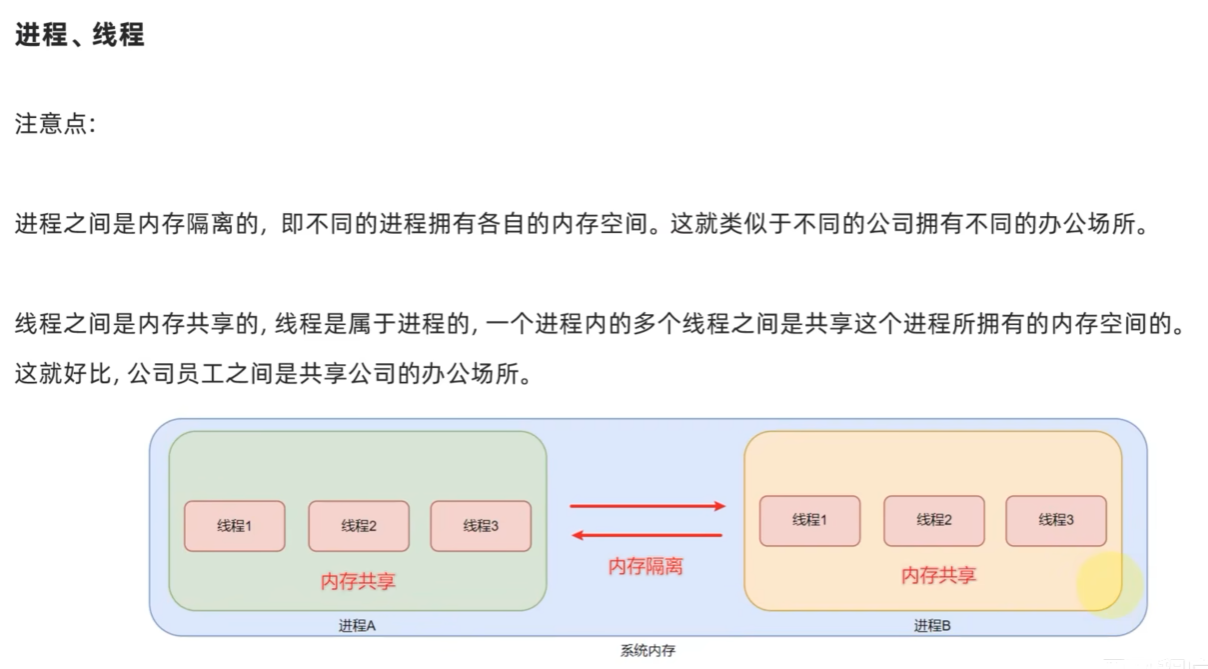 进程、线程
注意点：
进程之间是内存隔离的，即不同的进程拥有各自的内存空间。这就类似于不同的公司拥有不同的办公场所。
线程之间是内存共享的，线程是属于进程的，一个进程内的多个线程之间是共享这个进程所拥有的内存空间的。
这就好比，公司员工之间是共享公司的办公场所。
线程1 线程2 线程3
内存共享
进程A
内存隔离
线程1 线程2 线程3
内存共享
进程B
系统内存